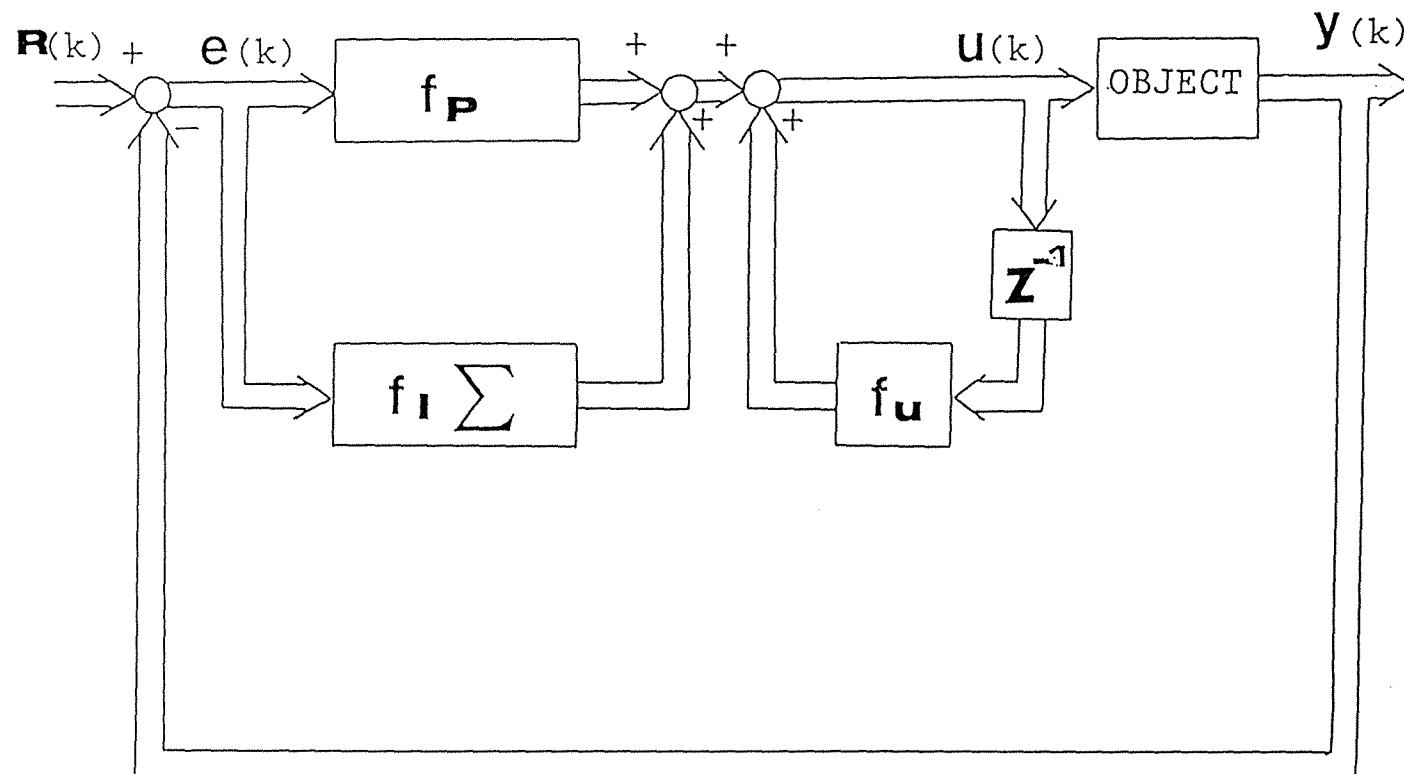 R(k) + e(k) + + u(k) y(k)
f P
OBJECT
−
+ +
z⁻¹
f I Σ
f u